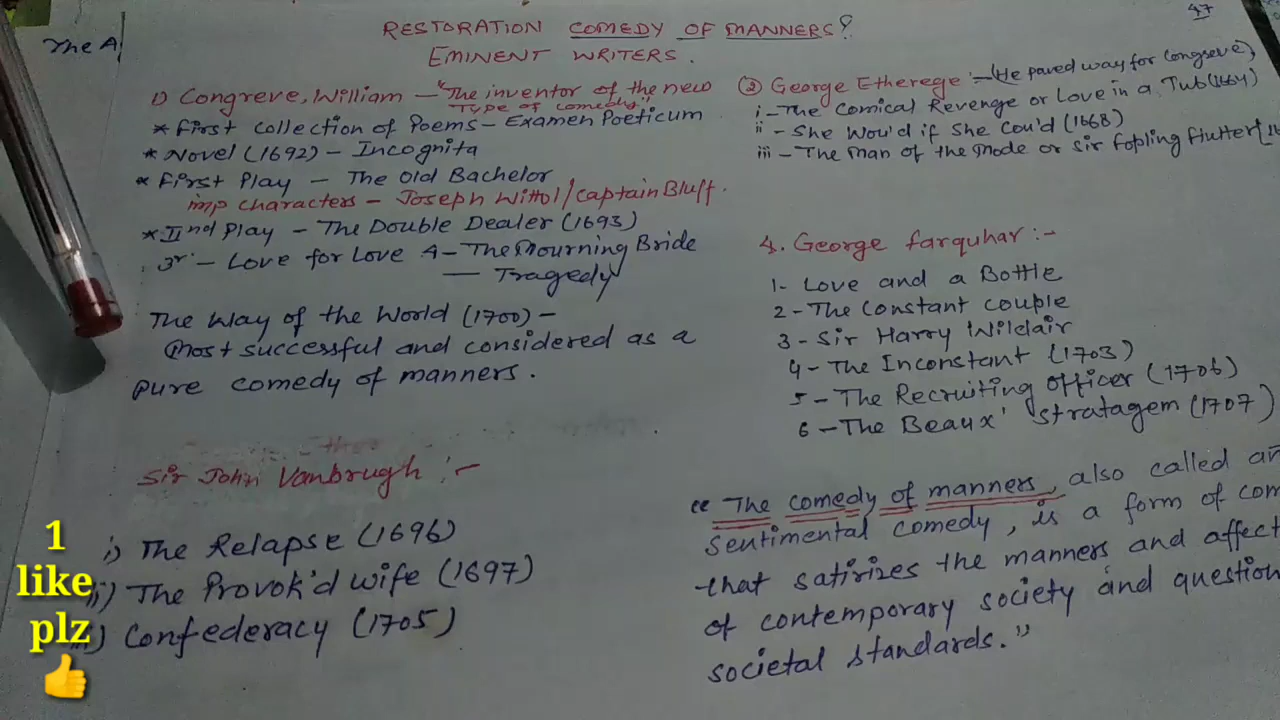 47
The A
RESTORATION COMEDY OF MANNERS?
EMINENT WRITERS.
1) Congreve, William — "The inventor of the new
Type of comedy."
* First collection of Poems – Examen Poeticum
* Novel (1692) – Incognita
* First Play – The Old Bachelor
imp characters – Joseph Wittol/Captain Bluff.
* IInd Play – The Double Dealer (1693)
3r – Love for Love 4 – The Mourning Bride
— Tragedy
The Way of the World (1700) –
Most successful and considered as a
pure comedy of manners.
Sir John Vanbrugh :-
i) The Relapse (1696)
ii) The Provok'd wife (1697)
) Confederacy (1705)
② George Etherege :- (He paved way for Congreve),
i – The Comical Revenge or Love in a Tub (1664)
ii – She Wou'd if She Cou'd (1668)
iii – The Man of the Mode or Sir Fopling Flutter
4. George farquhar :-
1- Love and a Bottle
2 – The Constant couple
3 – Sir Harry Wildair
4 – The Inconstant (1703)
5 – The Recruiting Officer (1706)
6 – The Beaux' Stratagem (1707)
"The comedy of manners, also called an
sentimental comedy, is a form of com
that satirizes the manners and affect
of contemporary society and question
societal standards."
1
like
plz